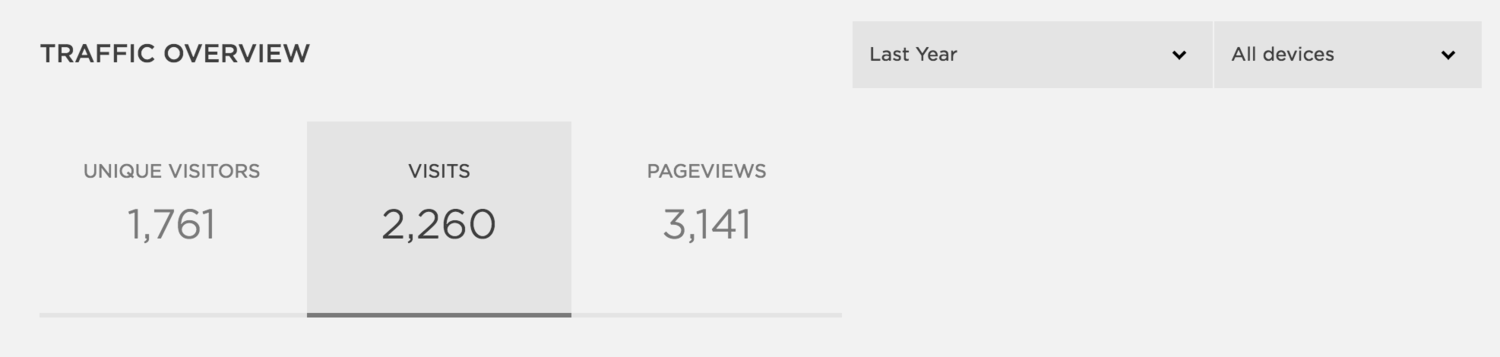 TRAFFIC OVERVIEW
Last Year
All devices
UNIQUE VISITORS
1,761
VISITS
2,260
PAGEVIEWS
3,141